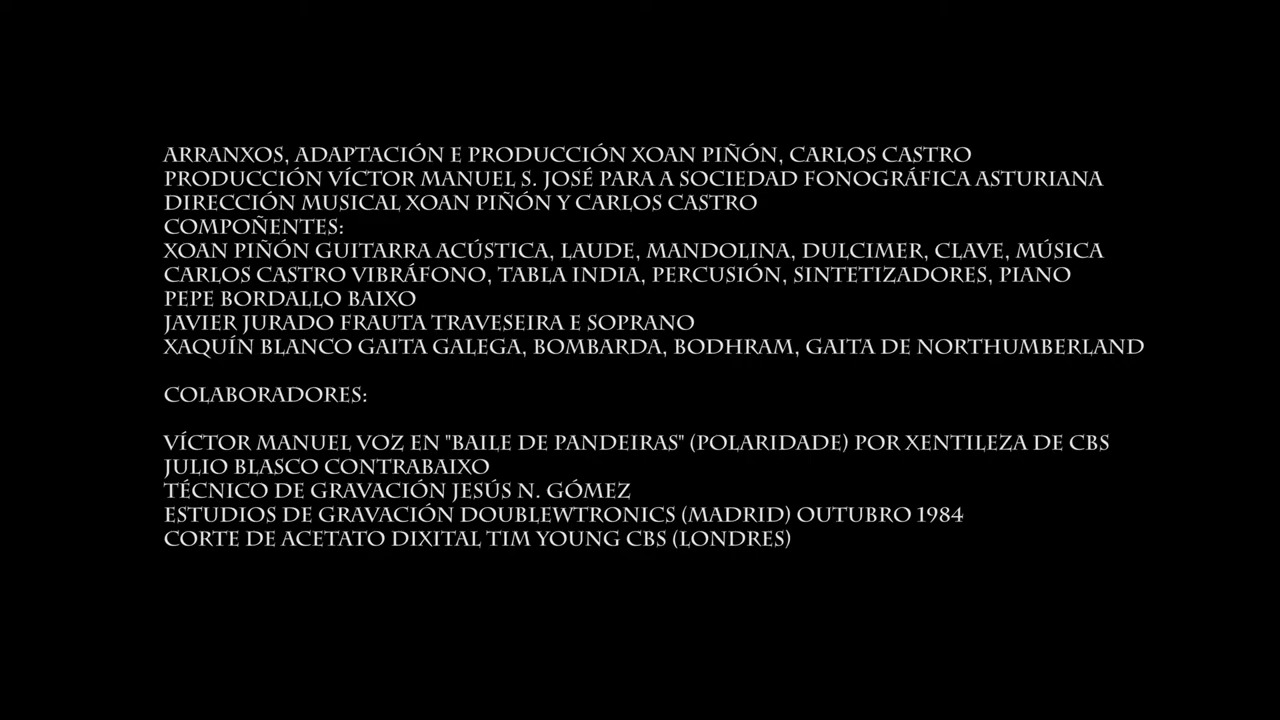 ARRANXOS, ADAPTACIÓN E PRODUCCIÓN XOAN PIÑÓN, CARLOS CASTRO
PRODUCCIÓN VÍCTOR MANUEL S. JOSÉ PARA A SOCIEDAD FONOGRÁFICA ASTURIANA
DIRECCIÓN MUSICAL XOAN PIÑÓN Y CARLOS CASTRO
COMPOÑENTES:
XOAN PIÑÓN GUITARRA ACÚSTICA, LAUDE, MANDOLINA, DULCIMER, CLAVE, MÚSICA
CARLOS CASTRO VIBRÁFONO, TABLA INDIA, PERCUSIÓN, SINTETIZADORES, PIANO
PEPE BORDALLO BAIXO
JAVIER JURADO FRAUTA TRAVESEIRA E SOPRANO
XAQUÍN BLANCO GAITA GALEGA, BOMBARDA, BODHRAM, GAITA DE NORTHUMBERLAND
COLABORADORES:
VÍCTOR MANUEL VOZ EN "BAILE DE PANDEIRAS" (POLARIDADE) POR XENTILEZA DE CBS
JULIO BLASCO CONTRABAIXO
TÉCNICO DE GRAVACIÓN JESÚS N. GÓMEZ
ESTUDIOS DE GRAVACIÓN DOUBLEWTRONICS (MADRID) OUTUBRO 1984
CORTE DE ACETATO DIXITAL TIM YOUNG CBS (LONDRES)